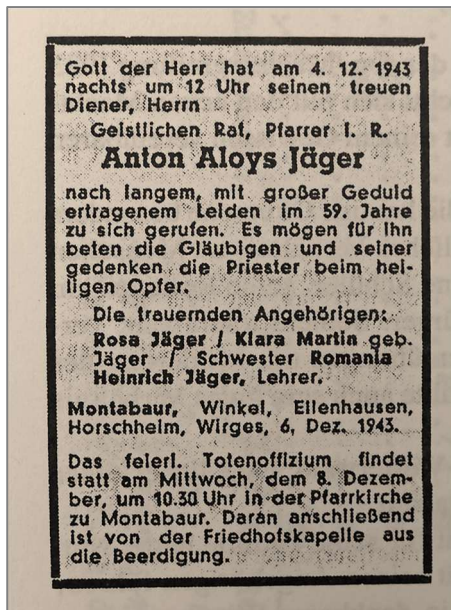 Gott der Herr hat am 4. 12. 1943
nachts um 12 Uhr seinen treuen
Diener, Herrn
Geistlichen Rat, Pfarrer i. R.
Anton Aloys Jäger
nach langem, mit großer Geduld
ertragenem Leiden im 59. Jahre
zu sich gerufen. Es mögen für ihn
beten die Gläubigen und seiner
gedenken die Priester beim hei-
ligen Opfer.
Die trauernden Angehörigen:
Rosa Jäger / Klara Martin geb.
Jäger / Schwester Romania
Heinrich Jäger, Lehrer.
Montabaur, Winkel, Ellenhausen,
Horschheim, Wirges, 6. Dez. 1943.
Das feierl. Totenoffizium findet
statt am Mittwoch, dem 8. Dezem-
ber, um 10.30 Uhr in der Pfarrkirche
zu Montabaur. Daran anschließend
ist von der Friedhofskapelle aus
die Beerdigung.